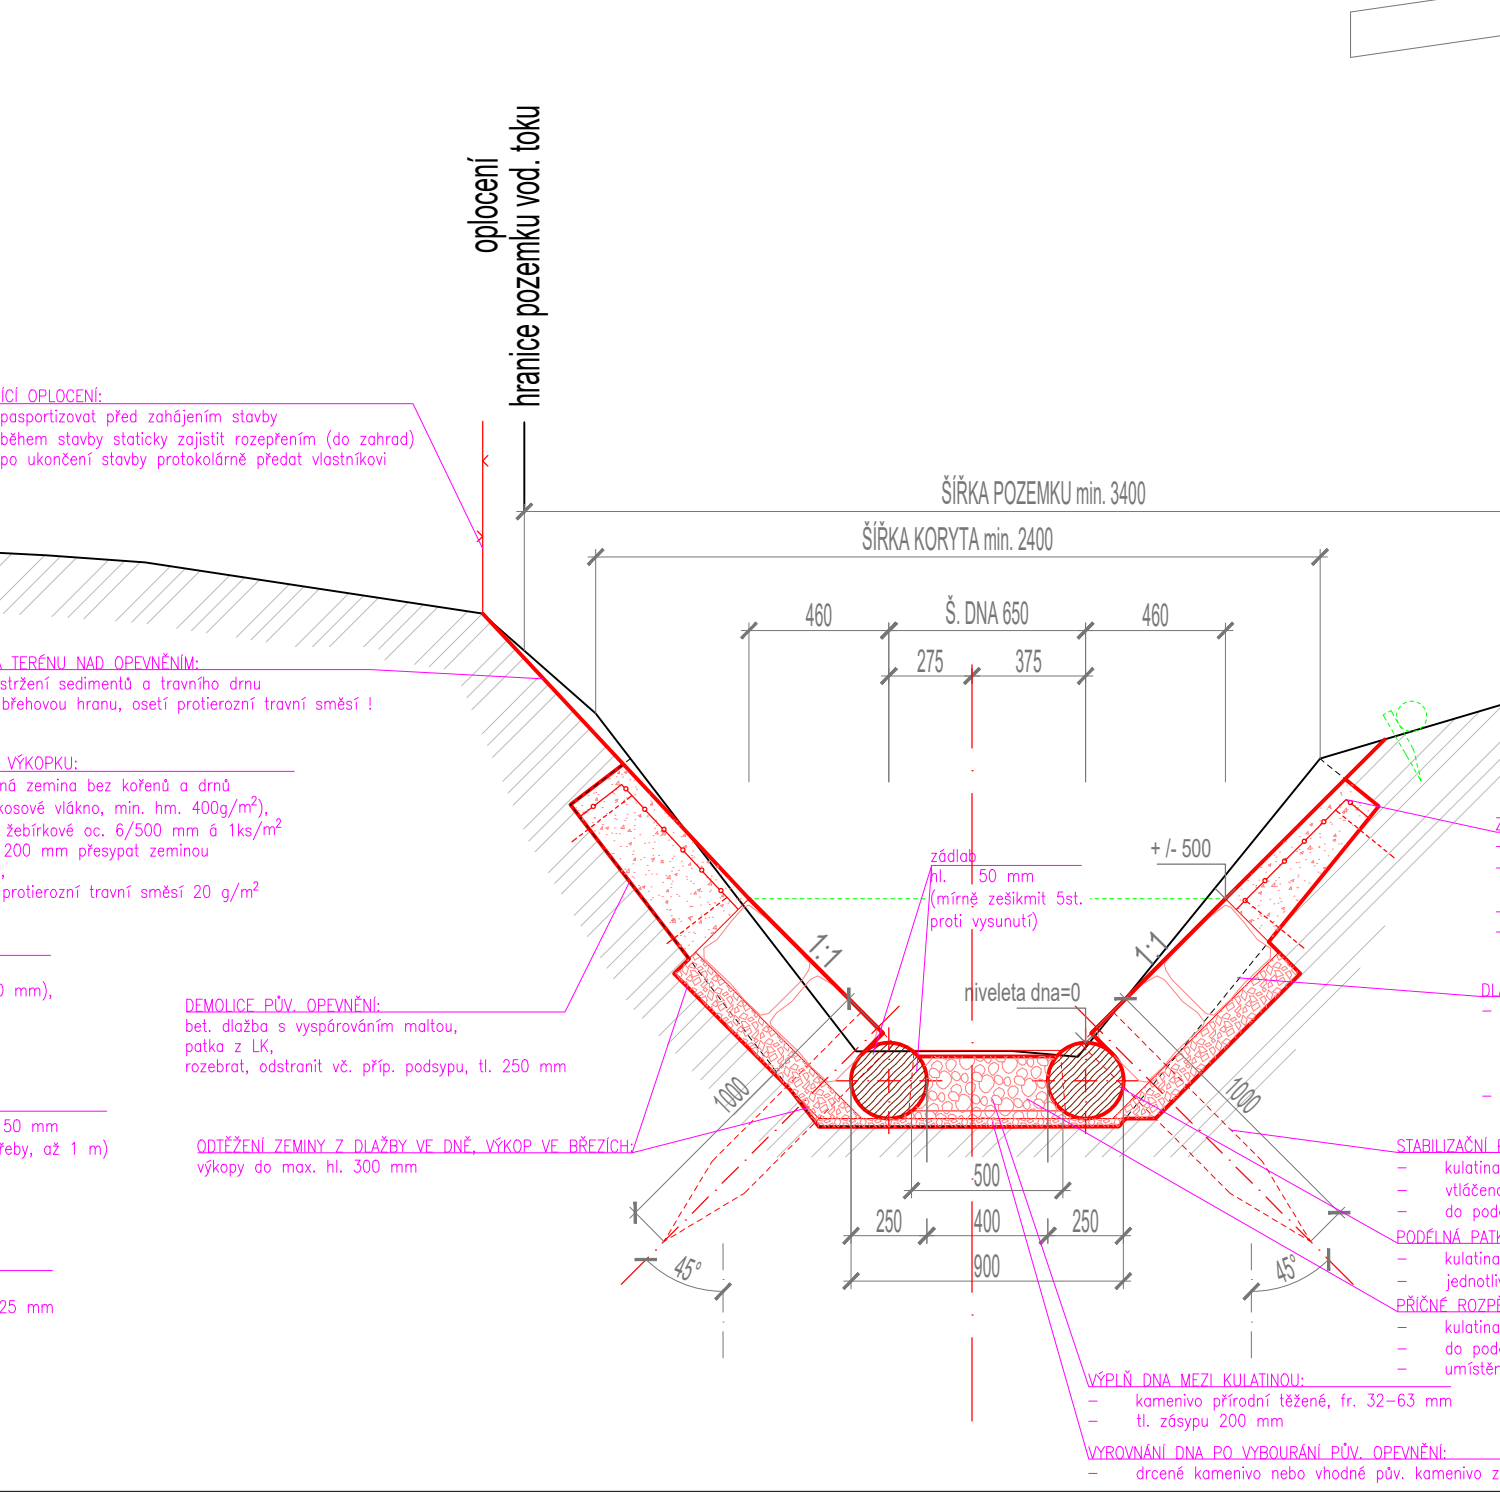 oplocení
hranice pozemku vod. toku
ÍCÍ OPLOCENÍ:
pasportizovat před zahájením stavby
během stavby staticky zajistit rozepřením (do zahrad)
po ukončení stavby protokolárně předat vlastníkovi
ŠÍŘKA POZEMKU min. 3400
ŠÍŘKA KORYTA min. 2400
460
Š. DNA 650
460
275
375
A TERÉNU NAD OPEVNĚNÍM:
stržení sedimentů a travního drnu
břehovou hranu, osetí protierozní travní směsí !
VÝKOPKU:
ná zemina bez kořenů a drnů
kosové vlákno, min. hm. 400g/m²),
žebírkové oc. 6/500 mm á 1ks/m²
200 mm přesypat zeminou
,
protierozní travní směsí 20 g/m²
0 mm),
zádlab
hl. 50 mm
(mírně zešikmit 5st.
proti vysunutí)
+ /- 500
1:1
1:1
niveleta dna=0
DEMOLICE PŮV. OPEVNĚNÍ:
bet. dlažba s vyspárováním maltou,
patka z LK,
rozebrat, odstranit vč. příp. podsypu, tl. 250 mm
DL
-
-
1000
1000
50 mm
řeby, až 1 m)
ODTĚŽENÍ ZEMINY Z DLAŽBY VE DNĚ, VÝKOP VE BŘEZÍCH:
výkopy do max. hl. 300 mm
500
250
400
250
900
45°
45°
25 mm
STABILIZAČNÍ
- kulatina
- vtláčeno
- do pod
PODÉLNÁ PATK
- kulatina
- jednotliv
PŘÍČNÉ ROZP
- kulatina
- do pod
- umístěn
VÝPLŇ DNA MEZI KULATINOU:
- kamenivo přírodní těžené, fr. 32-63 mm
- tl. zásypu 200 mm
VYROVNÁNÍ DNA PO VYBOURÁNÍ PŮV. OPEVNĚNÍ:
- drcené kamenivo nebo vhodné pův. kamenivo z